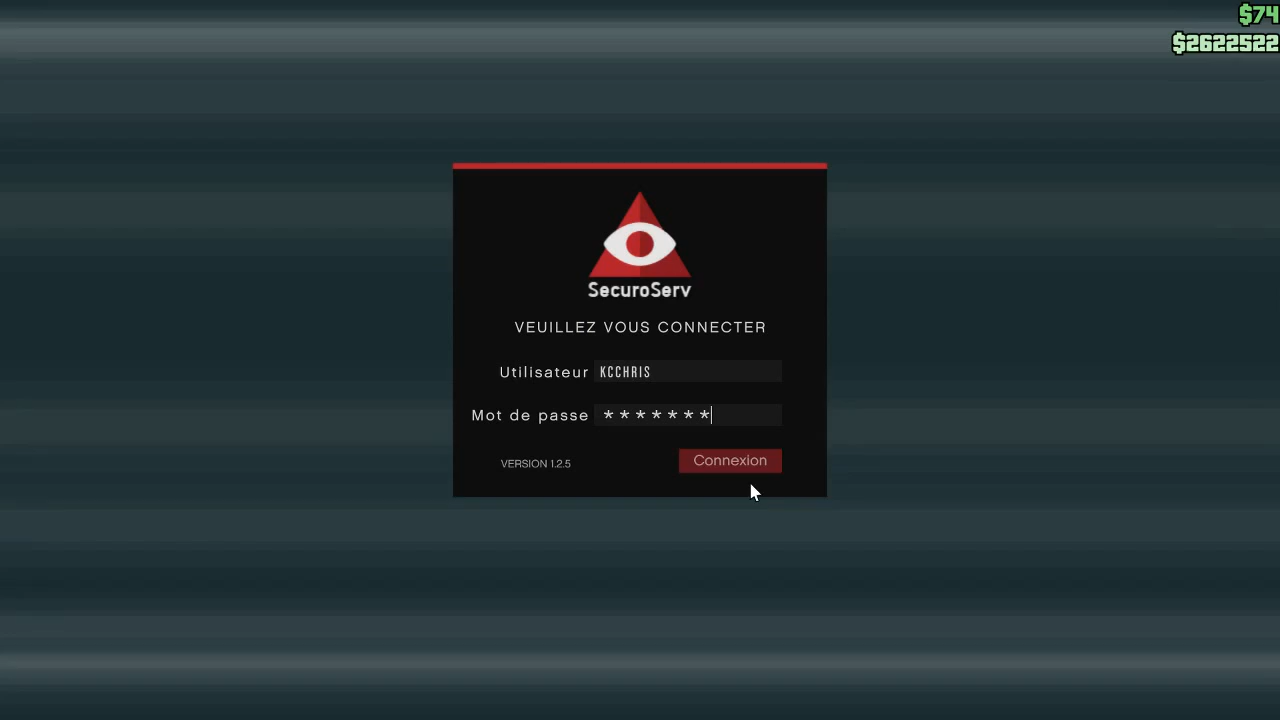 $74
$2622522
SecuroServ
VEUILLEZ VOUS CONNECTER
Utilisateur KCCHRIS
Mot de passe *******
VERSION 1.2.5 Connexion